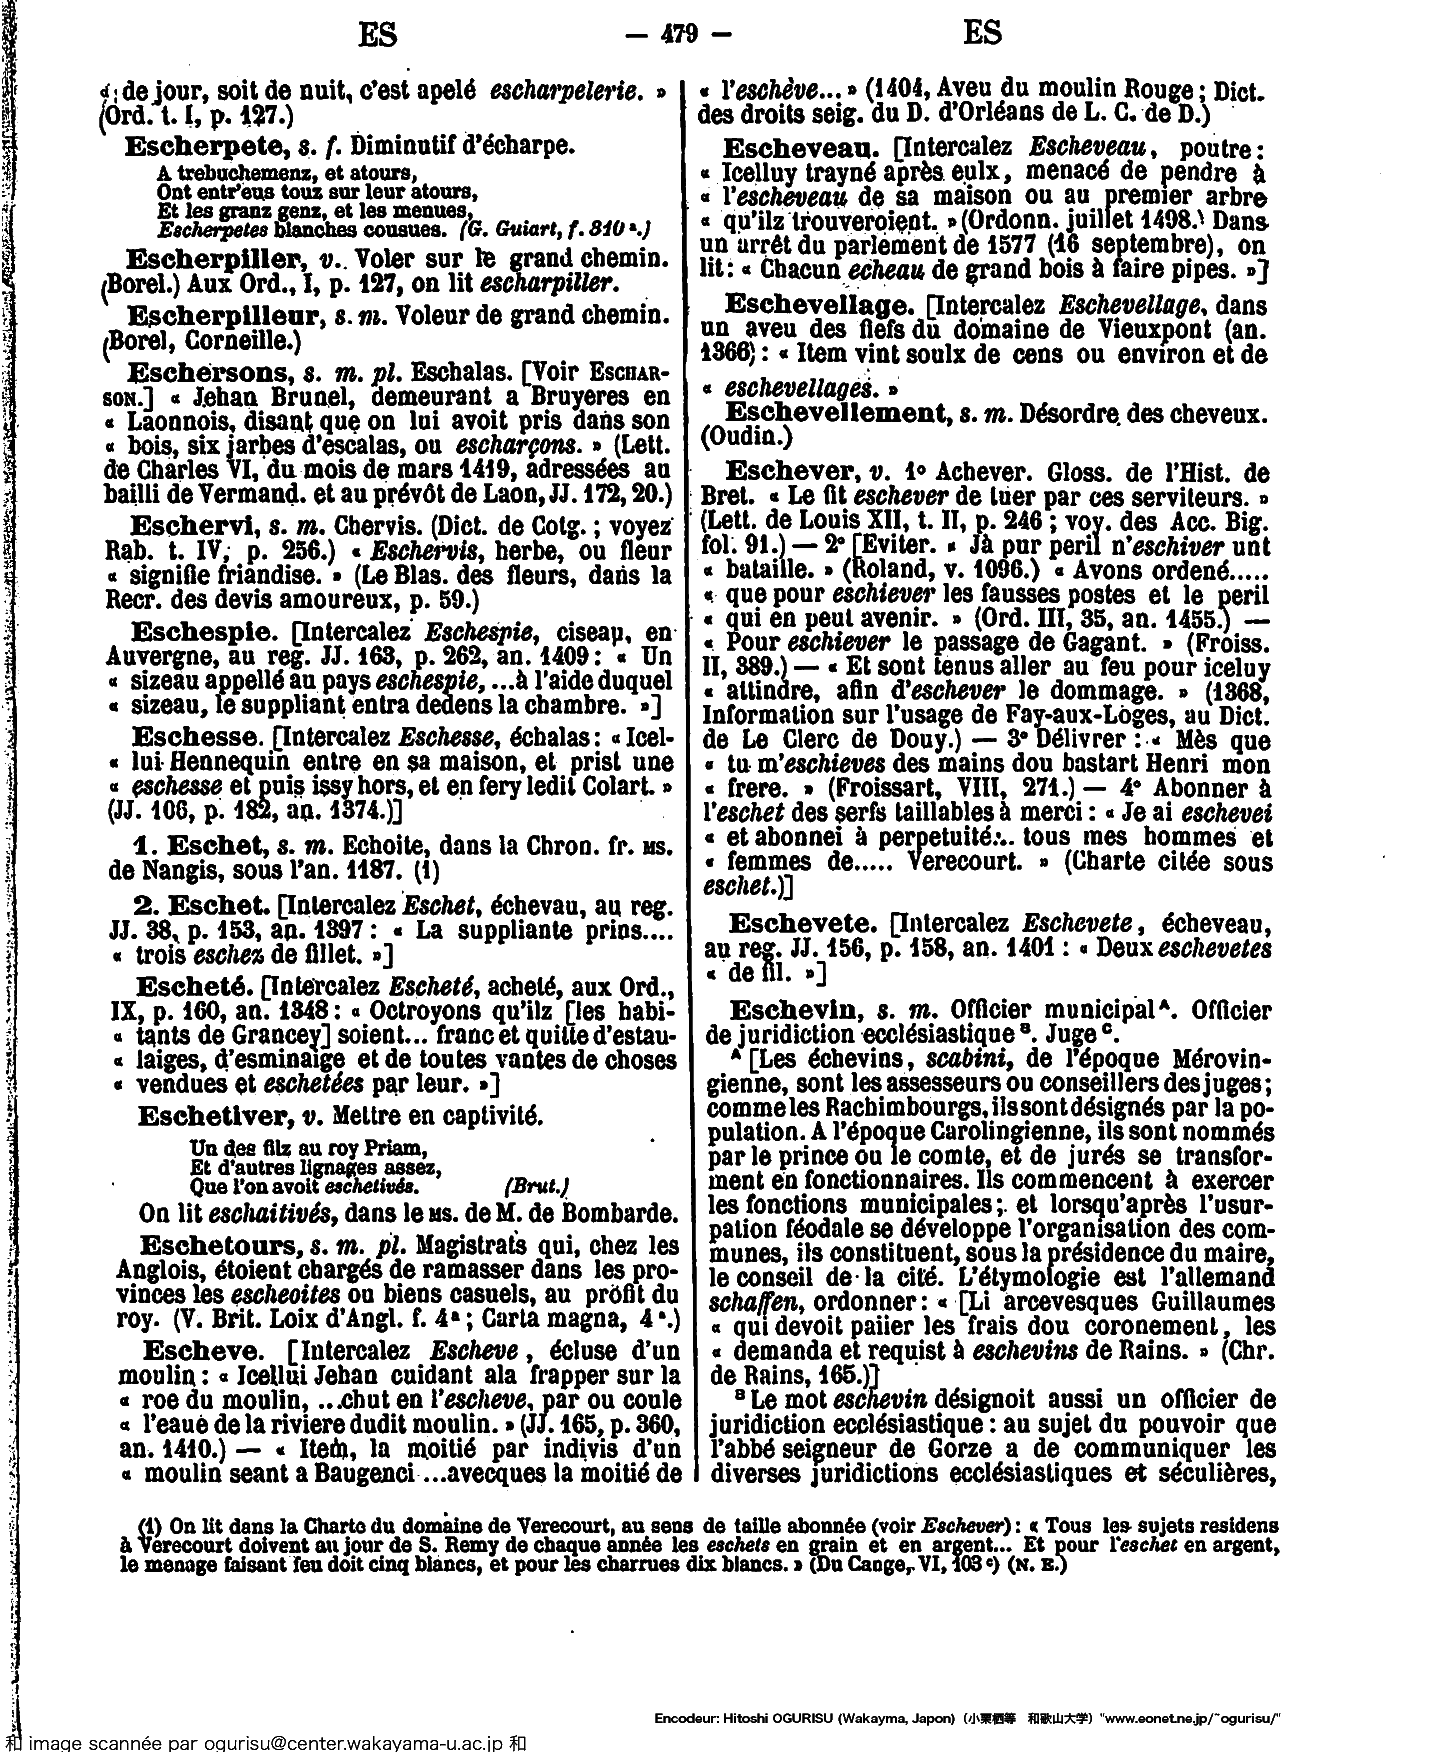 ES
— 479 —
ES
« de jour, soit de nuit, c'est apelé escharpelerie. »
(Ord. t. I, p. 127.)
Escherpete, s. f. Diminutif d'écharpe.
A trebuchemenz, et atours,
Ont entr'eus touz sur leur atours,
Et les granz genz, et les menues,
Escherpetes blanches cousues. (G. Guiart, f. 310 a.)
Escherpiller, v. Voler sur le grand chemin.
(Borel.) Aux Ord., I, p. 127, on lit escharpiller.
Escherpilleur, s. m. Voleur de grand chemin.
(Borel, Corneille.)
Eschersons, s. m. pl. Eschalas. [Voir ESCHAR-
SON.] « Jehan Brunel, demeurant a Bruyeres en
« Laonnois, disant que on lui avoit pris dans son
« bois, six jarbes d'escalas, ou escharçons. » (Lett.
de Charles VI, du mois de mars 1419, adressées au
bailli de Vermand. et au prévôt de Laon, JJ. 172, 20.)
Eschervi, s. m. Chervis. (Dict. de Cotg. ; voyez
Rab. t. IV, p. 256.) « Eschervis, herbe, ou fleur
« signifie friandise. » (Le Blas. des fleurs, dans la
Recr. des devis amoureux, p. 59.)
Eschespie. [Intercalez Eschespie, ciseau, en
Auvergne, au reg. JJ. 163, p. 262, an. 1409 : « Un
« sizeau appellé au pays eschespie, ...à l'aide duquel
« sizeau, le suppliant entra dedens la chambre. »]
Eschesse. [Intercalez Eschesse, échalas : « Icel-
« lui Hennequin entre en sa maison, et prist une
« eschesse et puis issy hors, et en fery ledit Colart. »
(JJ. 106, p. 182, an. 1374.)]
1. Eschet, s. m. Echoite, dans la Chron. fr. MS.
de Nangis, sous l'an. 1187. (1)
2. Eschet. [Intercalez Eschet, échevau, au reg.
JJ. 38, p. 153, an. 1397 : « La suppliante prins....
« trois eschez de fillet. »]
Escheté. [Intercalez Escheté, acheté, aux Ord.,
IX, p. 160, an. 1348 : « Octroyons qu'ilz [les habi-
« tants de Grancey] soient... franc et quitte d'estau-
« laiges, d'esminaige et de toutes vantes de choses
« vendues et eschetées par leur. »]
Eschetiver, v. Mettre en captivité.
Un des filz au roy Priam,
Et d'autres lignages assez,
Que l'on avoit eschetivés. (Brut.)
On lit eschaitivés, dans le MS. de M. de Bombarde.
Eschetours, s. m. pl. Magistrats qui, chez les
Anglois, étoient chargés de ramasser dans les pro-
vinces les escheoites ou biens casuels, au profit du
roy. (V. Brit. Loix d'Angl. f. 4 a ; Carta magna, 4 a.)
Escheve. [Intercalez Escheve, écluse d'un
moulin : « Icellui Jehan cuidant ala frapper sur la
« roe du moulin, ...chut en l'escheve, par ou coule
« l'eaue de la riviere dudit moulin. » (JJ. 165, p. 360,
an. 1410.) — « Item, la moitié par indivis d'un
« moulin seant a Baugenci ...avecques la moitié de
« l'eschève... » (1404, Aveu du moulin Rouge ; Dict.
des droits seig. du D. d'Orléans de L. C. de D.)
Escheveau. [Intercalez Escheveau, poutre :
« Icelluy trayné après eulx, menacé de pendre à
« l'escheveau de sa maison ou au premier arbre
« qu'ilz trouveroient. » (Ordonn. juillet 1498.) Dans
un arrêt du parlement de 1577 (16 septembre), on
lit : « Chacun echeau de grand bois à faire pipes. »]
Eschevellage. [Intercalez Eschevellage, dans
un aveu des fiefs du domaine de Vieuxpont (an.
1366) : « Item vint soulx de cens ou environ et de
« eschevellages. »
Eschevellement, s. m. Désordre des cheveux.
(Oudin.)
Eschever, v. 1° Achever. Gloss. de l'Hist. de
Bret. « Le fit eschever de tuer par ces serviteurs. »
(Lett. de Louis XII, t. II, p. 246 ; voy. des Acc. Big.
fol. 91.) — 2° [Eviter. « Jà pur peril n'eschiver unt
« bataille. » (Roland, v. 1096.) « Avons ordené.....
« que pour eschiever les fausses postes et le peril
« qui en peut avenir. » (Ord. III, 35, an. 1455.) —
« Pour eschiever le passage de Gagant. » (Froiss.
II, 389.) — « Et sont tenus aller au feu pour iceluy
« attindre, afin d'eschever le dommage. » (1368,
Information sur l'usage de Fay-aux-Loges, au Dict.
de Le Clerc de Douy.) — 3° Délivrer : « Mès que
« tu m'eschieves des mains dou bastart Henri mon
« frere. » (Froissart, VIII, 271.) — 4° Abonner à
l'eschet des serfs taillables à merci : « Je ai eschevei
« et abonnei à perpetuité... tous mes hommes et
« femmes de..... Verecourt. » (Charte citée sous
eschet.)]
Eschevete. [Intercalez Eschevete, écheveau,
au reg. JJ. 156, p. 158, an. 1401 : « Deux eschevetes
« de fil. »]
Eschevin, s. m. Officier municipal A. Officier
de juridiction ecclésiastique B. Juge C.
A [Les échevins, scabini, de l'époque Mérovin-
gienne, sont les assesseurs ou conseillers des juges ;
comme les Rachimbourgs, ils sont désignés par la po-
pulation. A l'époque Carolingienne, ils sont nommés
par le prince ou le comte, et de jurés se transfor-
ment en fonctionnaires. Ils commencent à exercer
les fonctions municipales ; et lorsqu'après l'usur-
pation féodale se développe l'organisation des com-
munes, ils constituent, sous la présidence du maire,
le conseil de la cité. L'étymologie est l'allemand
schaffen, ordonner : « [Li arcevesques Guillaumes
« qui devoit paiier les frais dou coronement, les
« demanda et requist à eschevins de Rains. » (Chr.
de Rains, 165.)]
B Le mot eschevin désignoit aussi un officier de
juridiction ecclésiastique : au sujet du pouvoir que
l'abbé seigneur de Gorze a de communiquer les
diverses juridictions ecclésiastiques et séculières,
(1) On lit dans la Charte du domaine de Verecourt, au sens de taille abonnée (voir Eschever) : « Tous les sujets residens
à Verecourt doivent au jour de S. Remy de chaque année les eschets en grain et en argent... Et pour l'eschet en argent,
le menage faisant feu doit cinq blancs, et pour les charrues dix blancs. » (Du Cange, VI, 103 c) (N. E.)
Encodeur: Hitoshi OGURISU (Wakayma, Japon) (小栗栖等 和歌山大学) "www.eonet.ne.jp/~ogurisu/"
和 image scannée par ogurisu@center.wakayama-u.ac.jp 和